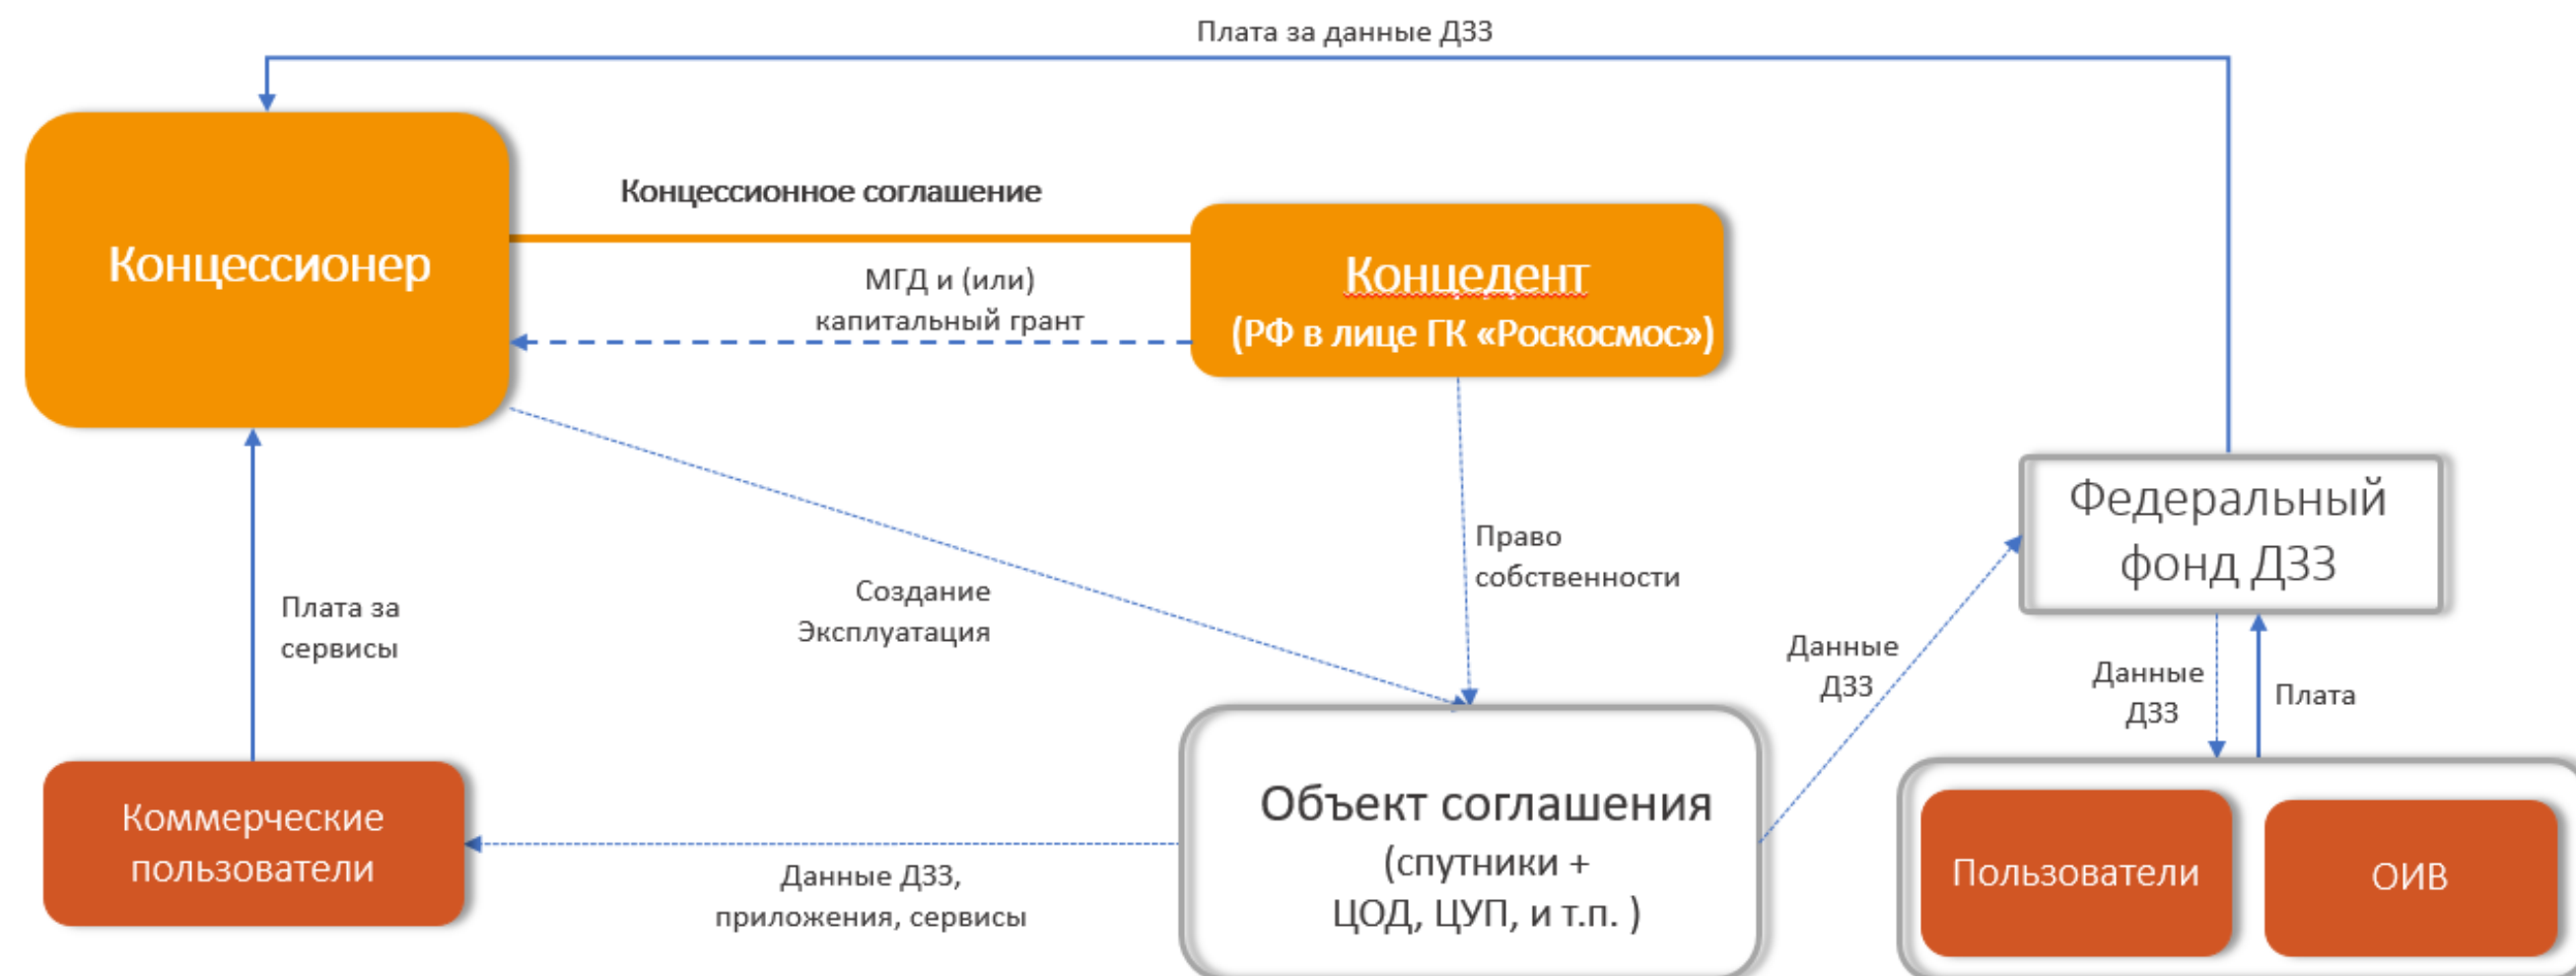 Плата за данные ДЗЗ
Концессионное соглашение
Концессионер
МГД и (или)
капитальный грант
Концедент
(РФ в лице ГК «Роскосмос»)
Федеральный
фонд ДЗЗ
Право
собственности
Создание
Эксплуатация
Плата за
сервисы
Данные
ДЗЗ
Данные
ДЗЗ
Плата
Коммерческие
пользователи
Данные ДЗЗ,
приложения, сервисы
Объект соглашения
(спутники +
ЦОД, ЦУП, и т.п. )
Пользователи
ОИВ